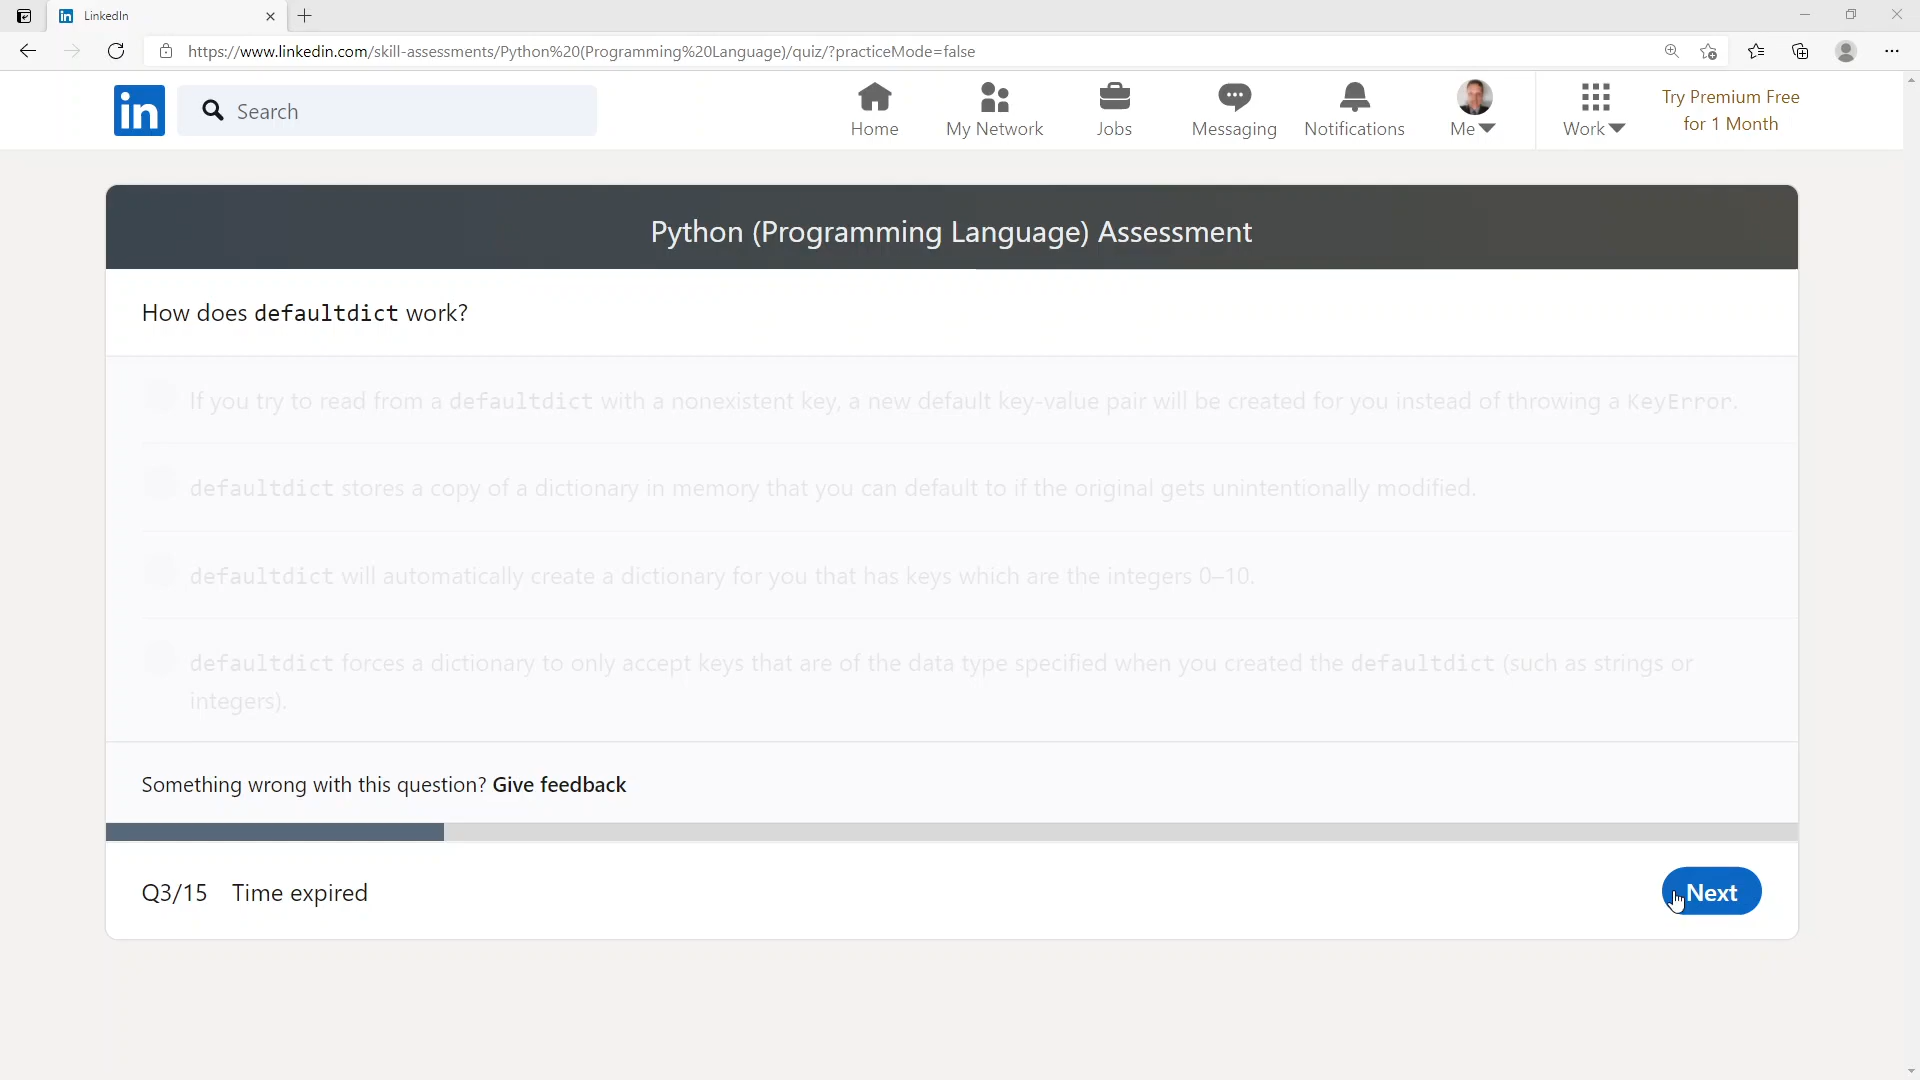 LinkedIn
https://www.linkedin.com/skill-assessments/Python%20(Programming%20Language)/quiz/?practiceMode=false
in
Search
Home
My Network
Jobs
Messaging
Notifications
Me
Work
Try Premium Free
for 1 Month
Python (Programming Language) Assessment
How does defaultdict work?
If you try to read from a defaultdict with a nonexistent key, a new default key-value pair will be created for you instead of throwing a KeyError.
defaultdict stores a copy of a dictionary in memory that you can default to if the original gets unintentionally modified.
defaultdict will automatically create a dictionary for you that has keys which are the integers 0–10.
defaultdict forces a dictionary to only accept keys that are of the data type specified when you created the defaultdict (such as strings or
integers).
Something wrong with this question? Give feedback
Q3/15 Time expired
Next